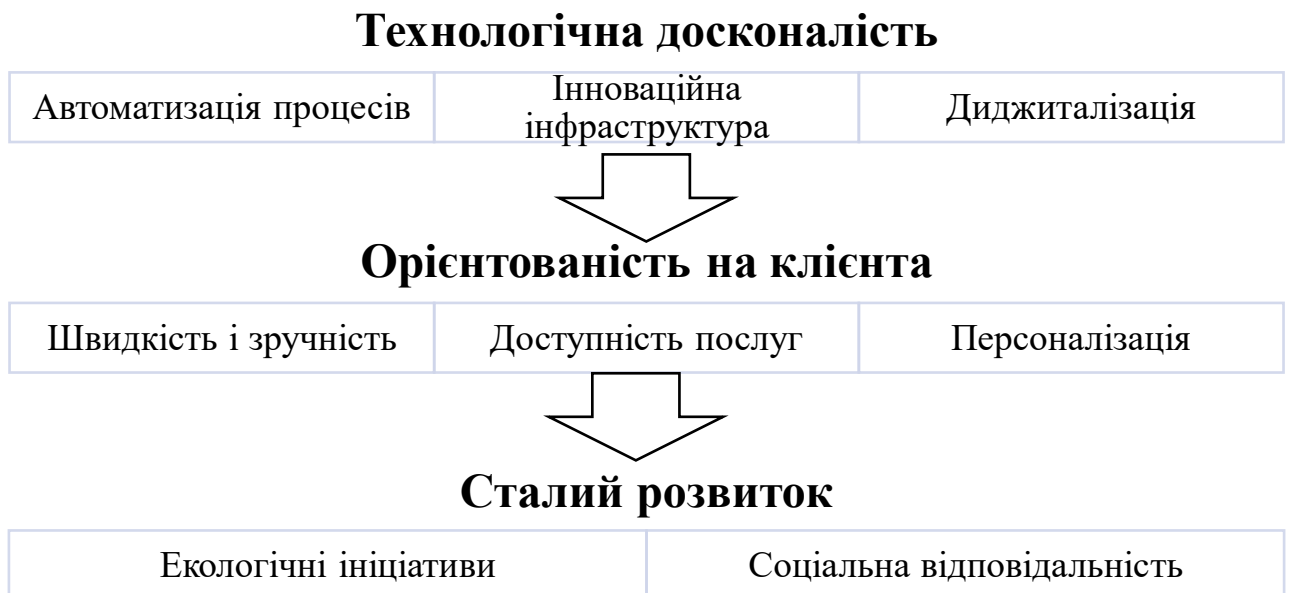 Технологічна досконалість
Автоматизація процесів
Інноваційна
інфраструктура
Диджиталізація
Орієнтованість на клієнта
Швидкість і зручність
Доступність послуг
Персоналізація
Сталий розвиток
Екологічні ініціативи
Соціальна відповідальність